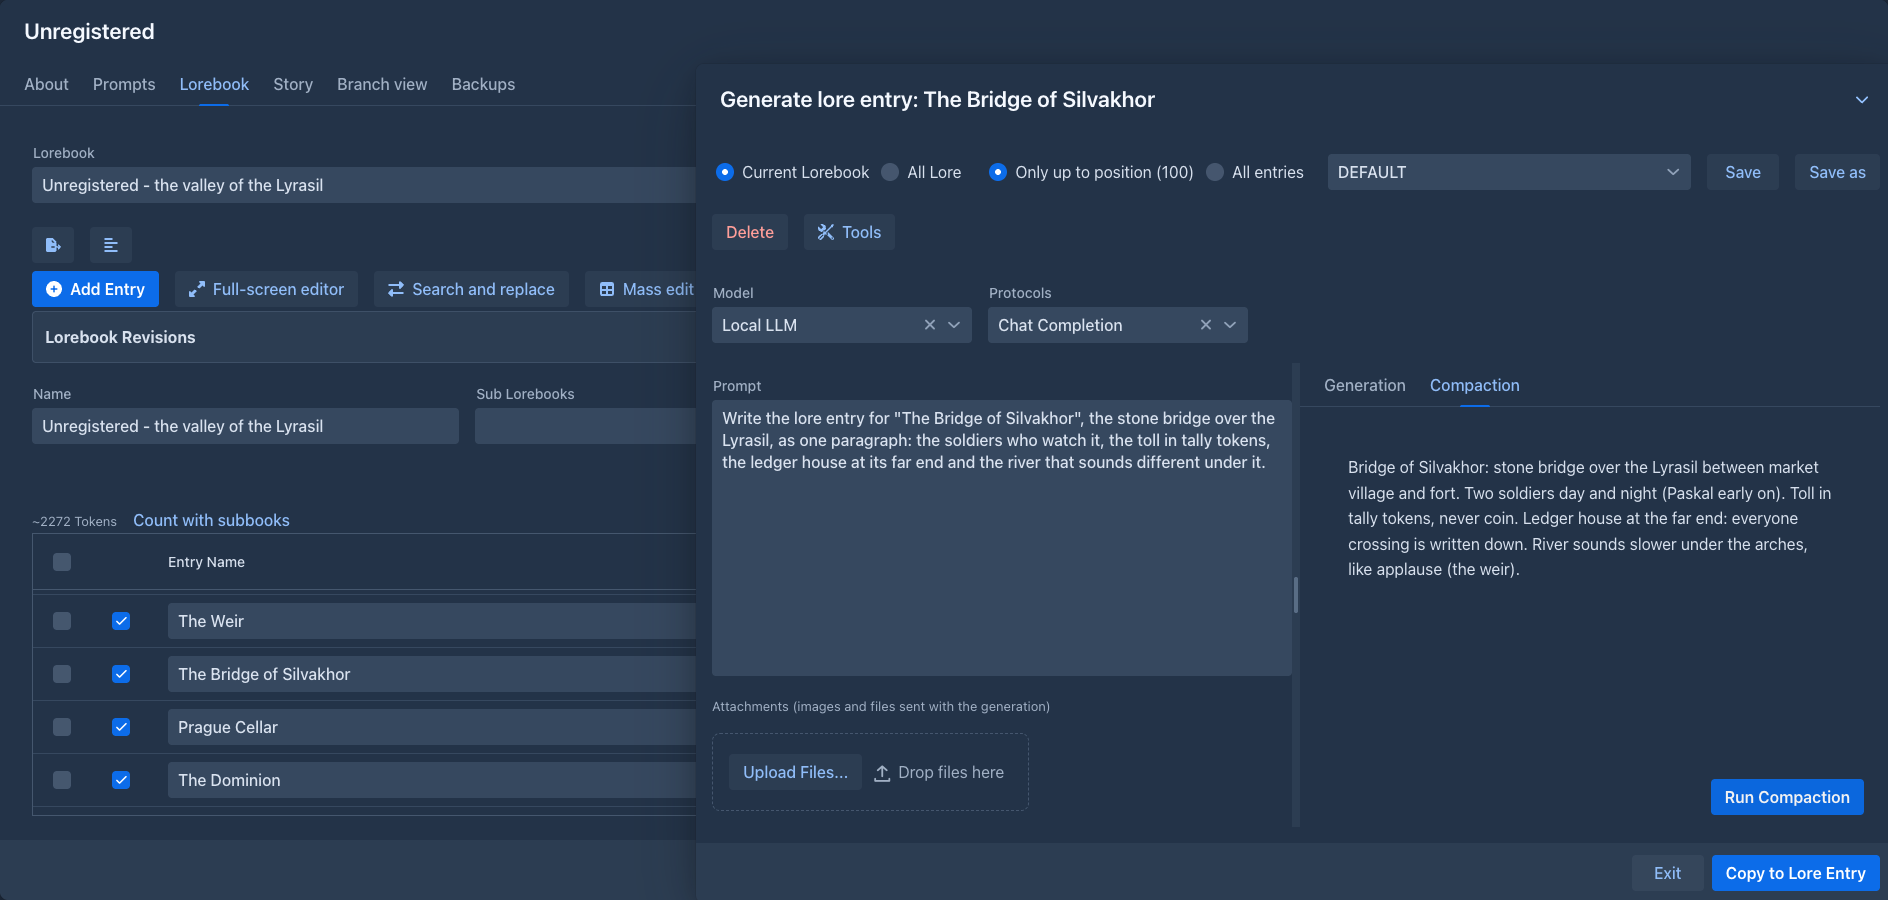 Unregistered
About Prompts Lorebook Story Branch view Backups
Lorebook
Unregistered - the valley of the Lyrasil
Add Entry Full-screen editor Search and replace Mass edit
Lorebook Revisions
Name Sub Lorebooks
Unregistered - the valley of the Lyrasil
~2272 Tokens Count with subbooks
Entry Name
The Weir
The Bridge of Silvakhor
Prague Cellar
The Dominion
Generate lore entry: The Bridge of Silvakhor
Current Lorebook All Lore Only up to position (100) All entries DEFAULT Save Save as
Delete Tools
Model Protocols
Local LLM Chat Completion
Prompt
Write the lore entry for "The Bridge of Silvakhor", the stone bridge over the
Lyrasil, as one paragraph: the soldiers who watch it, the toll in tally tokens,
the ledger house at its far end and the river that sounds different under it.
Attachments (images and files sent with the generation)
Upload Files... Drop files here
Generation Compaction
Bridge of Silvakhor: stone bridge over the Lyrasil between market
village and fort. Two soldiers day and night (Paskal early on). Toll in
tally tokens, never coin. Ledger house at the far end: everyone
crossing is written down. River sounds slower under the arches,
like applause (the weir).
Run Compaction
Exit Copy to Lore Entry